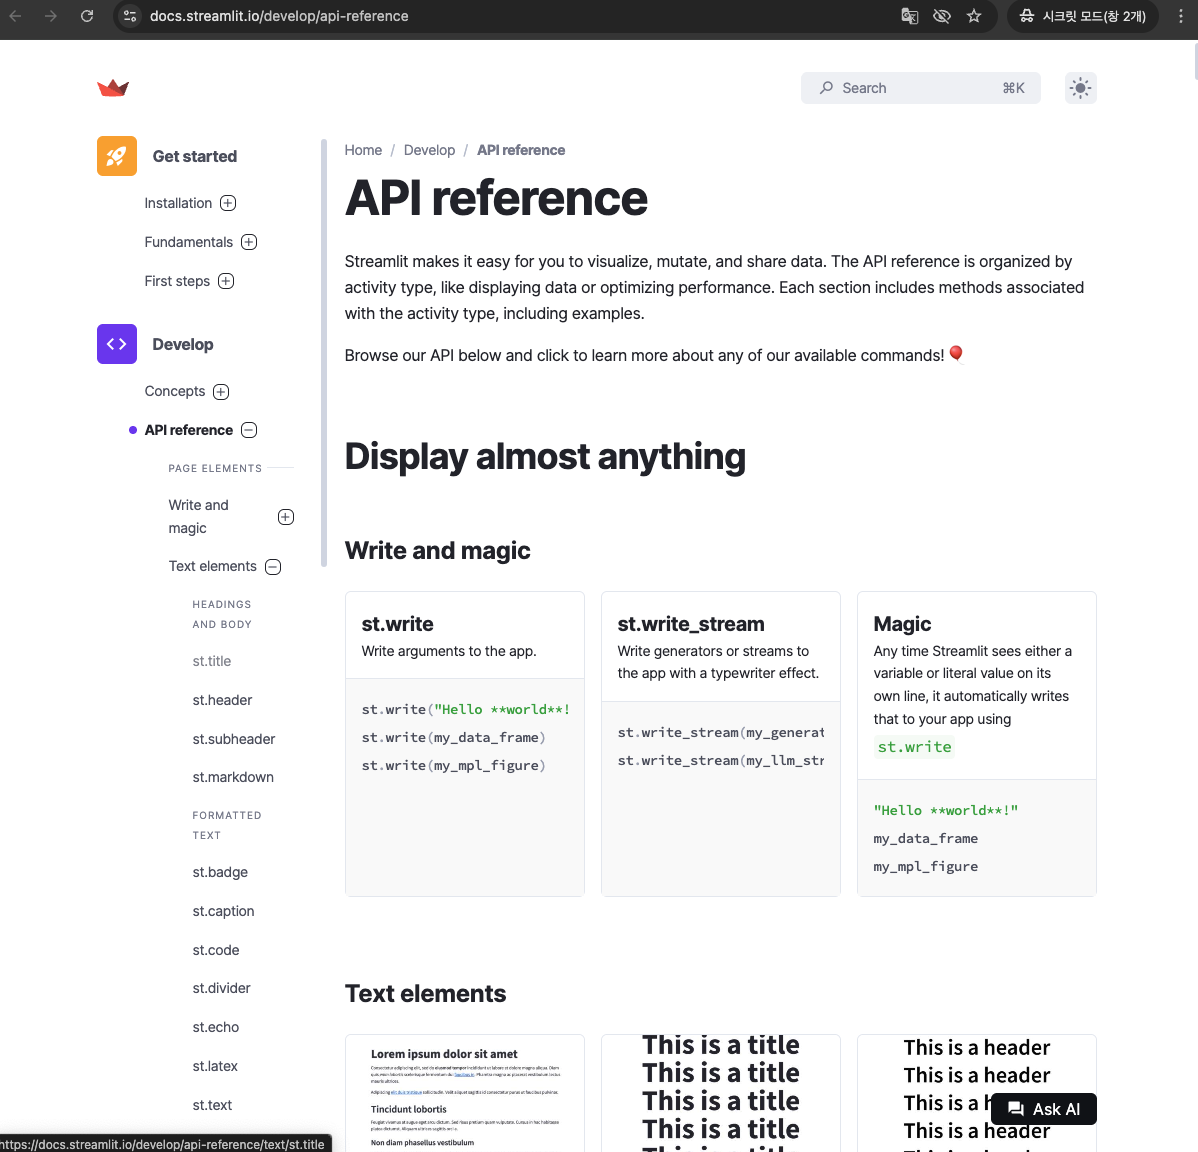 docs.streamlit.io/develop/api-reference
시크릿 모드(창 2개)
Search
⌘K
Get started
Installation
Fundamentals
First steps
Develop
Concepts
API reference
PAGE ELEMENTS
Write and
magic
Text elements
HEADINGS
AND BODY
st.title
st.header
st.subheader
st.markdown
FORMATTED
TEXT
st.badge
st.caption
st.code
st.divider
st.echo
st.latex
st.text
Home / Develop / API reference
API reference
Streamlit makes it easy for you to visualize, mutate, and share data. The API reference is organized by
activity type, like displaying data or optimizing performance. Each section includes methods associated
with the activity type, including examples.
Browse our API below and click to learn more about any of our available commands! 🎈
Display almost anything
Write and magic
st.write
Write arguments to the app.
st.write("Hello **world**!
st.write(my_data_frame)
st.write(my_mpl_figure)
st.write_stream
Write generators or streams to
the app with a typewriter effect.
st.write_stream(my_generat
st.write_stream(my_llm_str
Magic
Any time Streamlit sees either a
variable or literal value on its
own line, it automatically writes
that to your app using
st.write
"Hello **world**!"
my_data_frame
my_mpl_figure
Text elements
Lorem ipsum dolor sit amet
Tincidunt lobortis
Non diam phasellus vestibulum
This is a title
This is a title
This is a title
This is a title
This is a header
This is a header
This is a h
This is a header
Ask AI
https://docs.streamlit.io/develop/api-reference/text/st.title